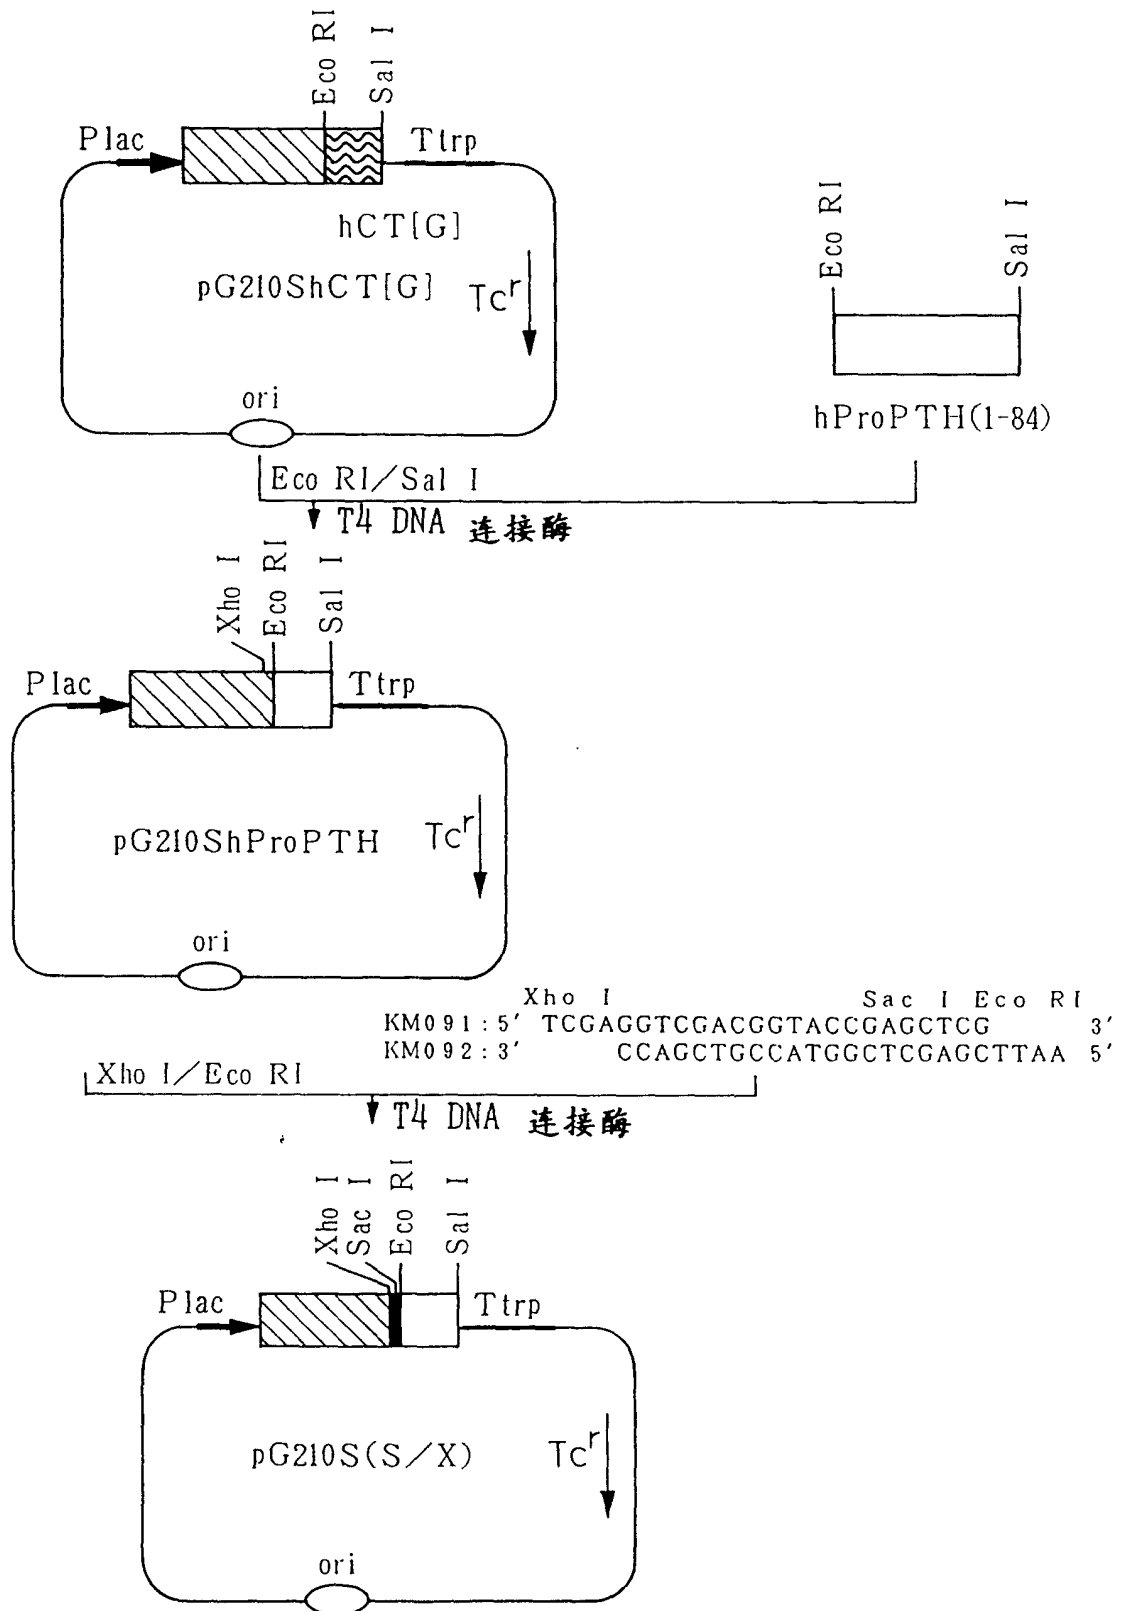 Eco RI
Sal I
Plac
Ttrp
hCT[G]
pG210ShCT[G]
Tcʳ
ori
Eco RI
Sal I
hProPTH(1-84)
Eco RI/Sal I
T4 DNA 连接酶
Xho I
Eco RI
Sal I
Plac
Ttrp
pG210ShProPTH
Tcʳ
ori
Xho I Sac I Eco RI
KM091:5′ TCGAGGTCGACGGTACCGAGCTCG 3′
KM092:3′ CCAGCTGCCATGGCTCGAGCTTAA 5′
Xho I/Eco RI
T4 DNA 连接酶
Xho I
Sac I
Eco RI
Sal I
Plac
Ttrp
pG210S(S/X)
Tcʳ
ori